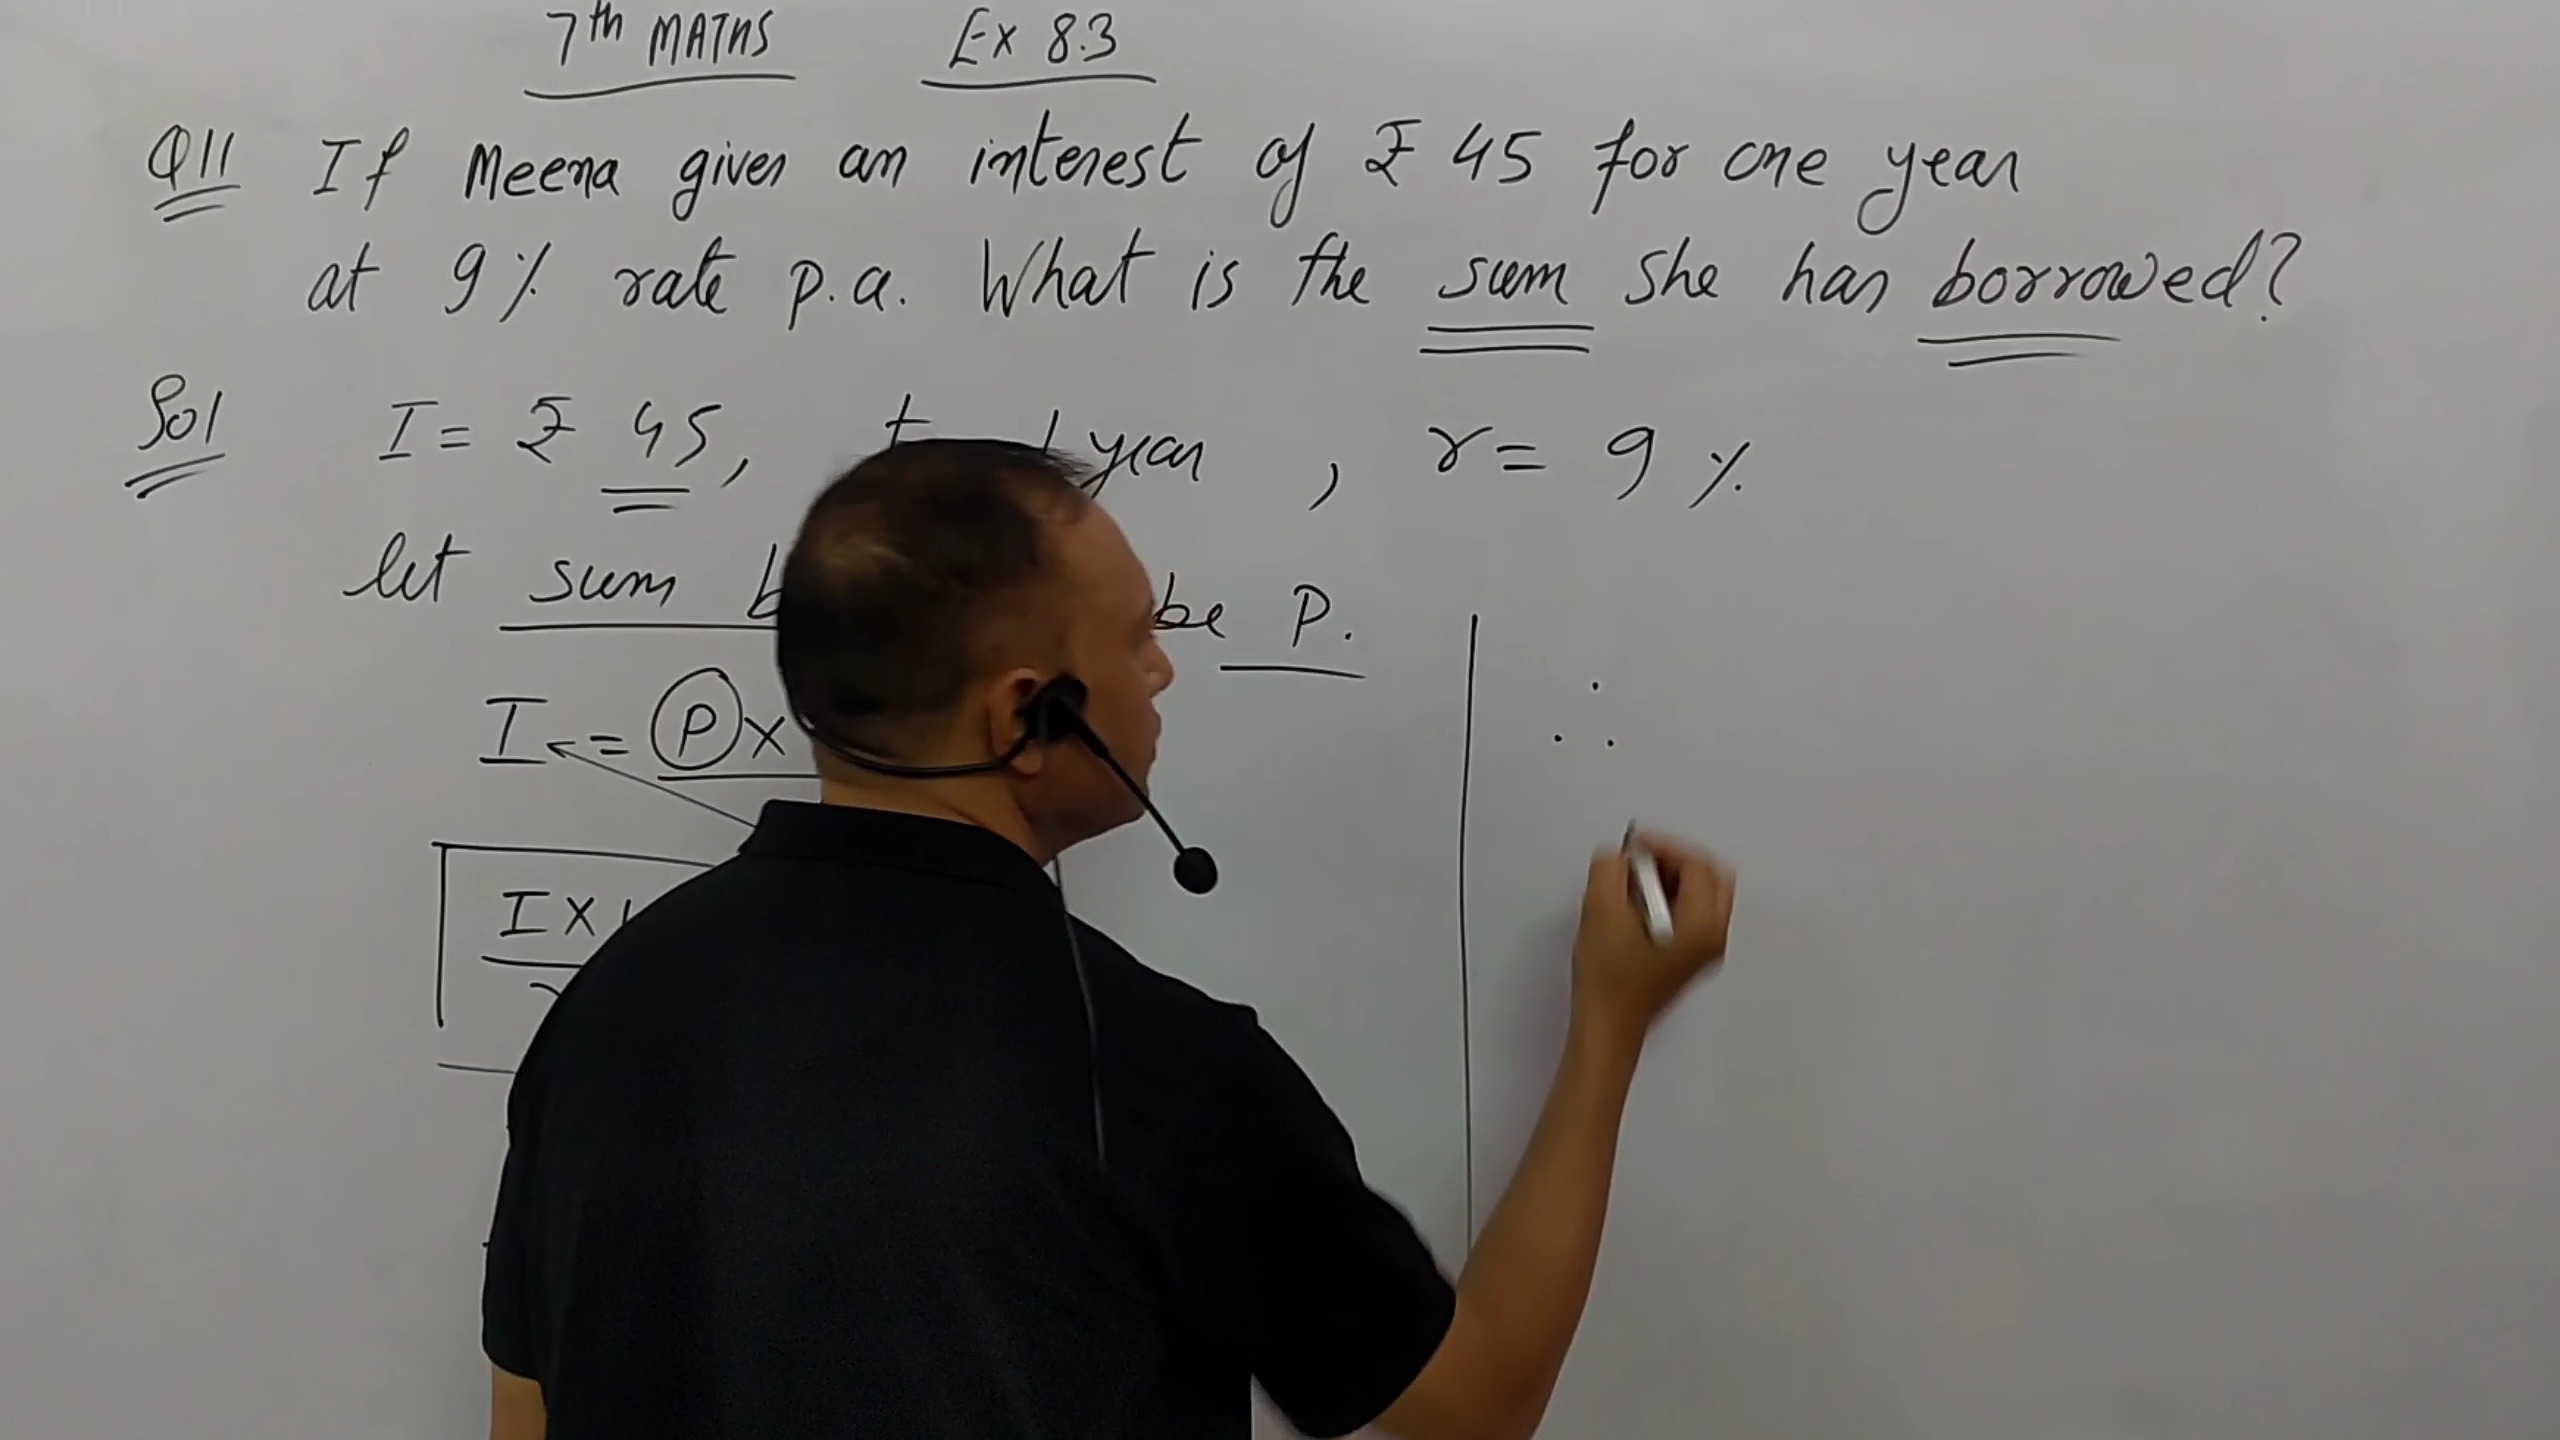 7th MATHS Ex 8.3
Q11 If Meena gives an interest of ₹ 45 for one year
at 9% rate p.a. What is the sum she has borrowed?
Sol I = ₹ 45, year, r = 9 %
let sum be P.
I = P ×
I ×
∴